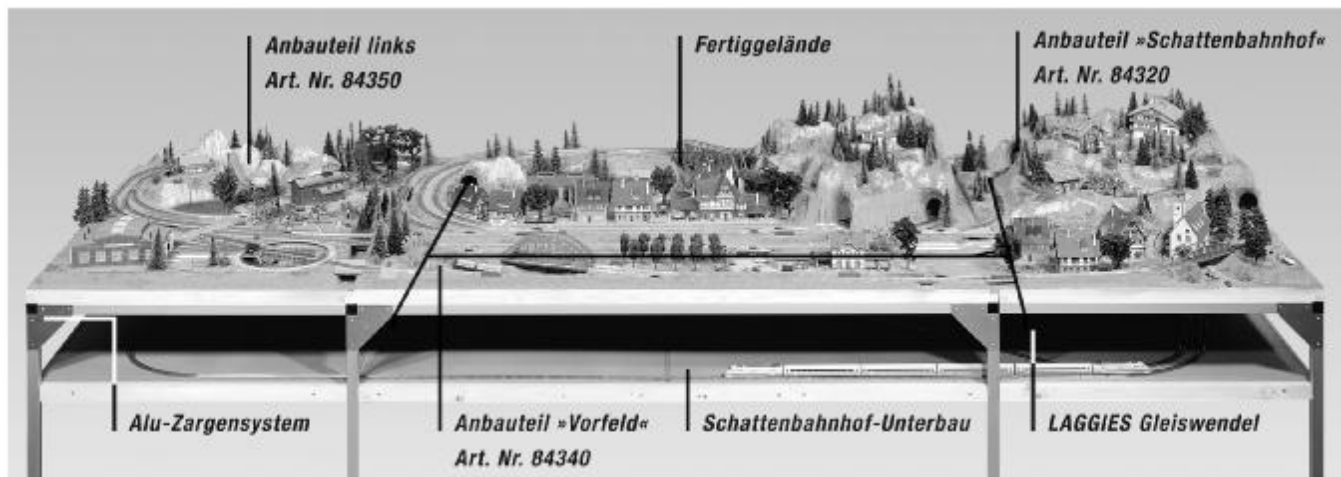 Anbauteil links
Art. Nr. 84350
Fertiggelände
Anbauteil »Schattenbahnhof«
Art. Nr. 84320
Alu-Zargensystem
Anbauteil »Vorfeld«
Art. Nr. 84340
Schattenbahnhof-Unterbau
LAGGIES Gleiswendel